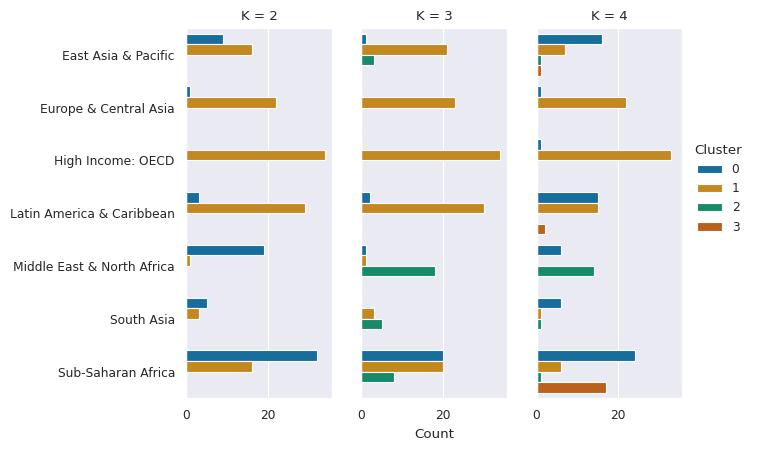 K = 2
K = 3
K = 4
East Asia & Pacific
Europe & Central Asia
High Income: OECD
Latin America & Caribbean
Middle East & North Africa
South Asia
Sub-Saharan Africa
0 20
0 20
0 20
Count
Cluster
0
1
2
3